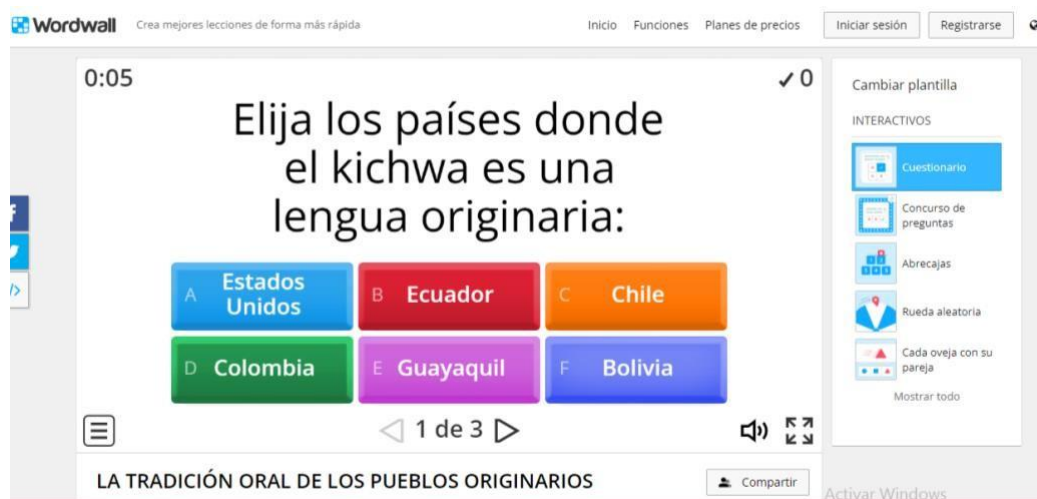 Wordwall
Crea mejores lecciones de forma más rápida
Inicio
Funciones
Planes de precios
Iniciar sesión
Registrarse
0:05
✓ 0
Elija los países donde
el kichwa es una
lengua originaria:
A Estados
Unidos
B Ecuador
C Chile
D Colombia
E Guayaquil
F Bolivia
1 de 3
LA TRADICIÓN ORAL DE LOS PUEBLOS ORIGINARIOS
Compartir
Cambiar plantilla
INTERACTIVOS
Cuestionario
Concurso de
preguntas
Abrecajas
Rueda aleatoria
Cada oveja con su
pareja
Mostrar todo
Activar Windows